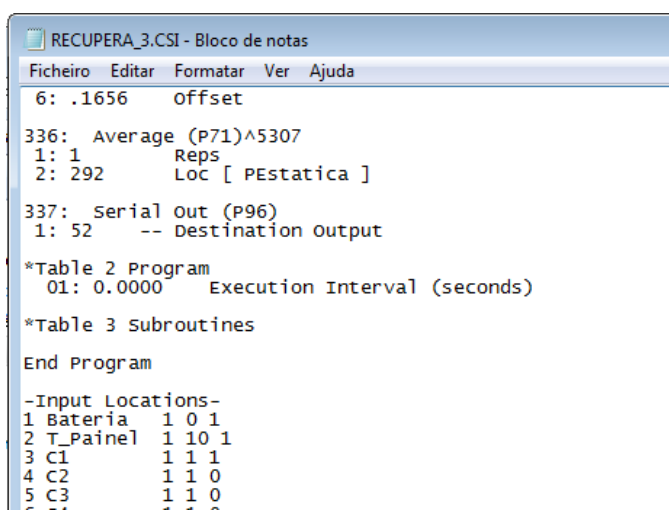 RECUPERA_3.CSI - Bloco de notas
Ficheiro Editar Formatar Ver Ajuda
6: .1656 Offset
336: Average (P71)^5307
1: 1 Reps
2: 292 Loc [ PEstatica ]
337: Serial Out (P96)
1: 52 -- Destination Output
*Table 2 Program
01: 0.0000 Execution Interval (seconds)
*Table 3 Subroutines
End Program
-Input Locations-
1 Bateria 1 0 1
2 T_Painel 1 10 1
3 C1 1 1 1
4 C2 1 1 0
5 C3 1 1 0